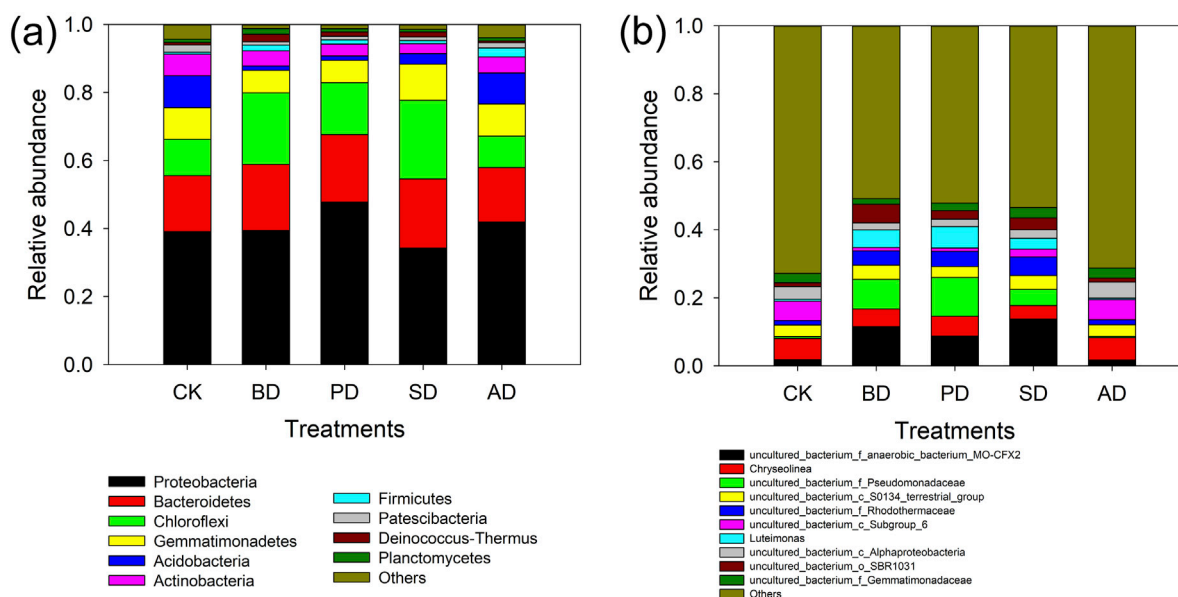 (a)
Relative abundance
1.0
0.8
0.6
0.4
0.2
0.0
CK BD PD SD AD
Treatments
Proteobacteria
Bacteroidetes
Chloroflexi
Gemmatimonadetes
Acidobacteria
Actinobacteria
Firmicutes
Patescibacteria
Deinococcus-Thermus
Planctomycetes
Others
(b)
Relative abundance
1.0
0.8
0.6
0.4
0.2
0.0
CK BD PD SD AD
Treatments
uncultured_bacterium_f_anaerobic_bacterium_MO-CFX2
Chryseolinea
uncultured_bacterium_f_Pseudomonadaceae
uncultured_bacterium_c_S0134_terrestrial_group
uncultured_bacterium_f_Rhodothermaceae
uncultured_bacterium_c_Subgroup_6
Luteimonas
uncultured_bacterium_c_Alphaproteobacteria
uncultured_bacterium_o_SBR1031
uncultured_bacterium_f_Gemmatimonadaceae
Others